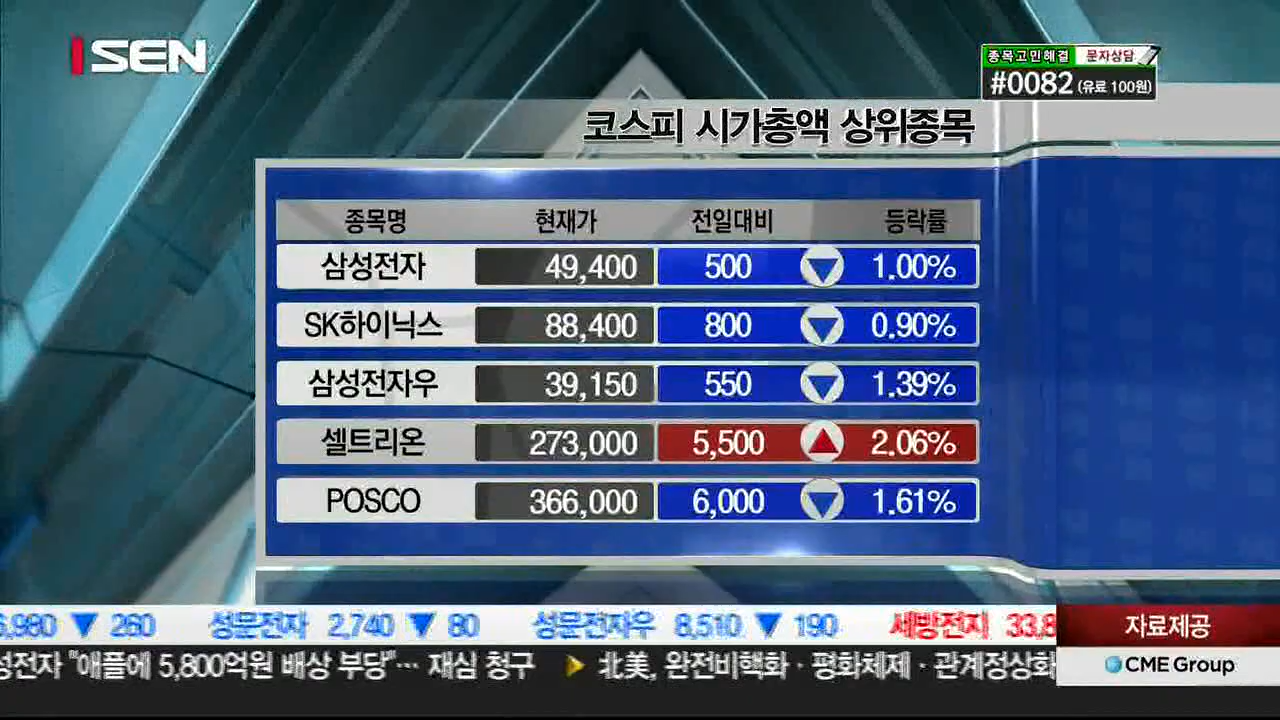 SEN
종목고민해결 문자상담
#0082 (유료 100원)
코스피 시가총액 상위종목
종목명 현재가 전일대비 등락률
삼성전자 49,400 500 ▽ 1.00%
SK하이닉스 88,400 800 ▽ 0.90%
삼성전자우 39,150 550 ▽ 1.39%
셀트리온 273,000 5,500 ▲ 2.06%
POSCO 366,000 6,000 ▽ 1.61%
6,980 ▼ 260 성문전자 2,740 ▼ 80 성문전자우 8,510 ▼ 190 세방전지 33,8
자료제공
성전자 "애플에 5,800억원 배상 부당"… 재심 청구 ▶ 北美, 완전비핵화·평화체제·관계정상화
CME Group